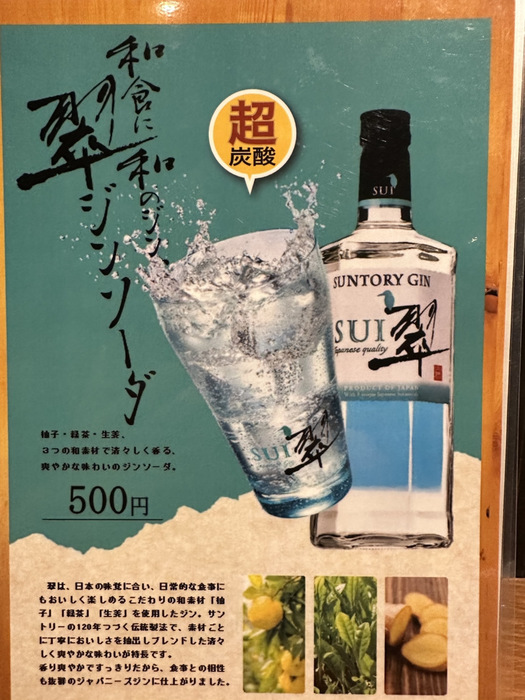 和食に
和のジン、
翠ジンソーダ
超
炭酸
SUI
SUNTORY GIN
SUI 翠
Japanese quality
PRODUCT OF JAPAN
SUI 翠
柚子・緑茶・生姜、
3つの和素材で清々しく香る、
爽やかな味わいのジンソーダ。
500円
翠は、日本の味覚に合い、日常的な食事に
もおいしく楽しめるこだわりの和素材「柚
子」「緑茶」「生姜」を使用したジン。サン
トリーの120年つづく伝統製法で、素材ごと
に丁寧においしさを抽出しブレンドした清々
しく爽やかな味わいが特長です。
香り爽やかですっきりだから、食事との相性
も抜群のジャパニーズジンに仕上がりました。